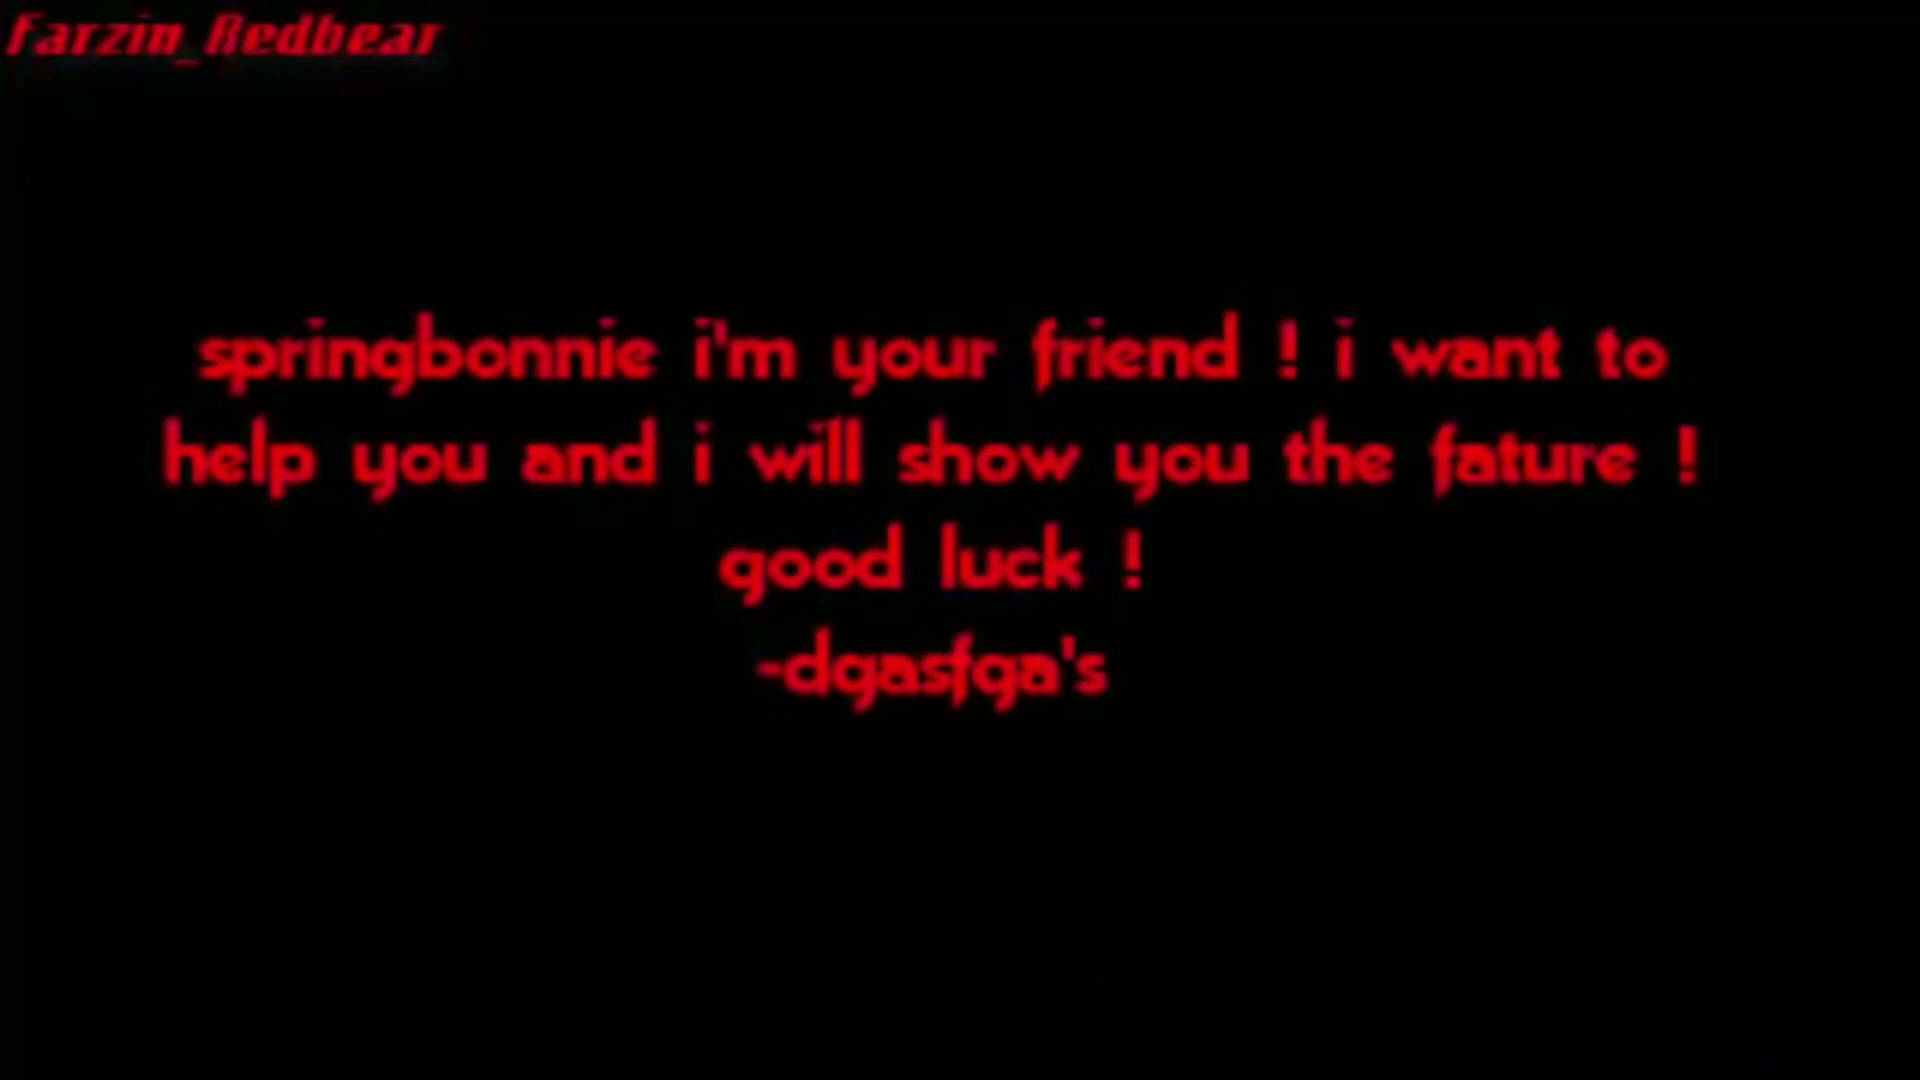 Farzin_Redbear
springbonnie i'm your friend ! i want to
help you and i will show you the fature !
good luck !
-dgasfga's